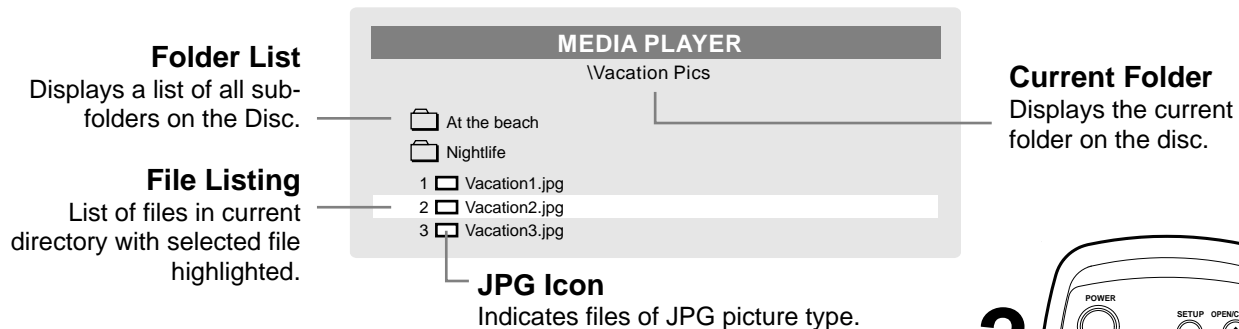 MEDIA PLAYER
\Vacation Pics
Folder List
Displays a list of all sub-
folders on the Disc.
At the beach
Nightlife
Current Folder
Displays the current
folder on the disc.
File Listing
List of files in current
directory with selected file
highlighted.
1 Vacation1.jpg
2 Vacation2.jpg
3 Vacation3.jpg
JPG Icon
Indicates files of JPG picture type.
POWER
SETUP